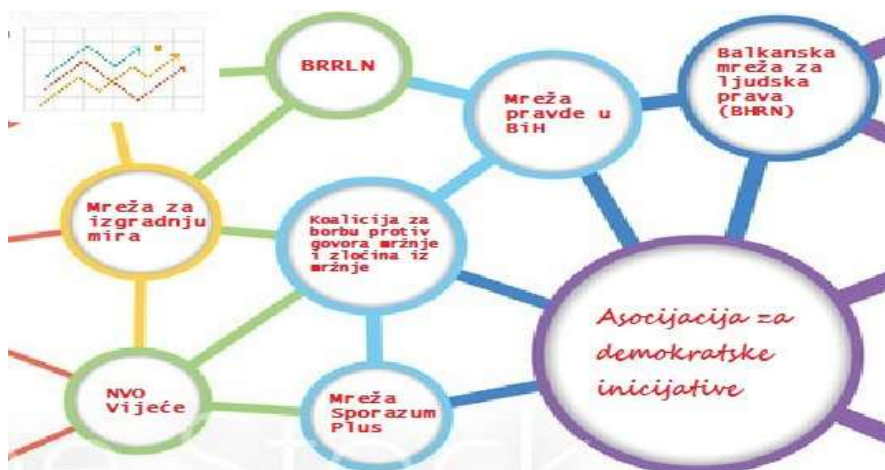 BRRLN
Mreža
pravde u
BiH
Balkanska
mreža za
ljudska
prava
(BHRN)
Mreža za
izgradnju
mira
Koalicija za
borbu protiv
govora mržnje
i zločina iz
mržnje
Asocijacija za
demokratske
inicijative
NVO
Vijeće
Mreža
Sporazum
Plus